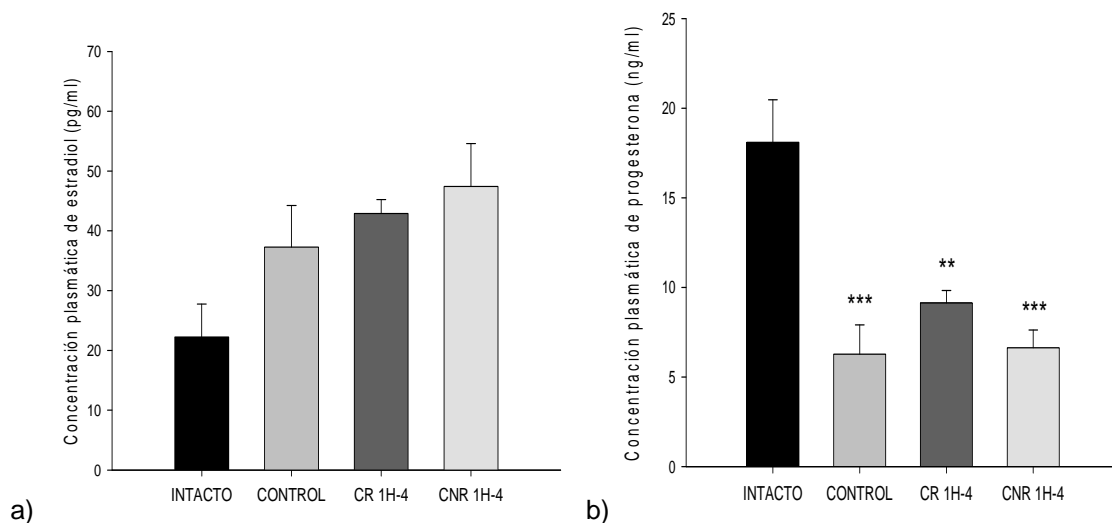 Concentración plasmática de estradiol (pg/ml)
70
60
50
40
30
20
10
0
INTACTO CONTROL CR 1H-4 CNR 1H-4
a)
Concentración plasmática de progesterona (ng/ml)
25
20
15
10
5
0
***
**
***
INTACTO CONTROL CR 1H-4 CNR 1H-4
b)